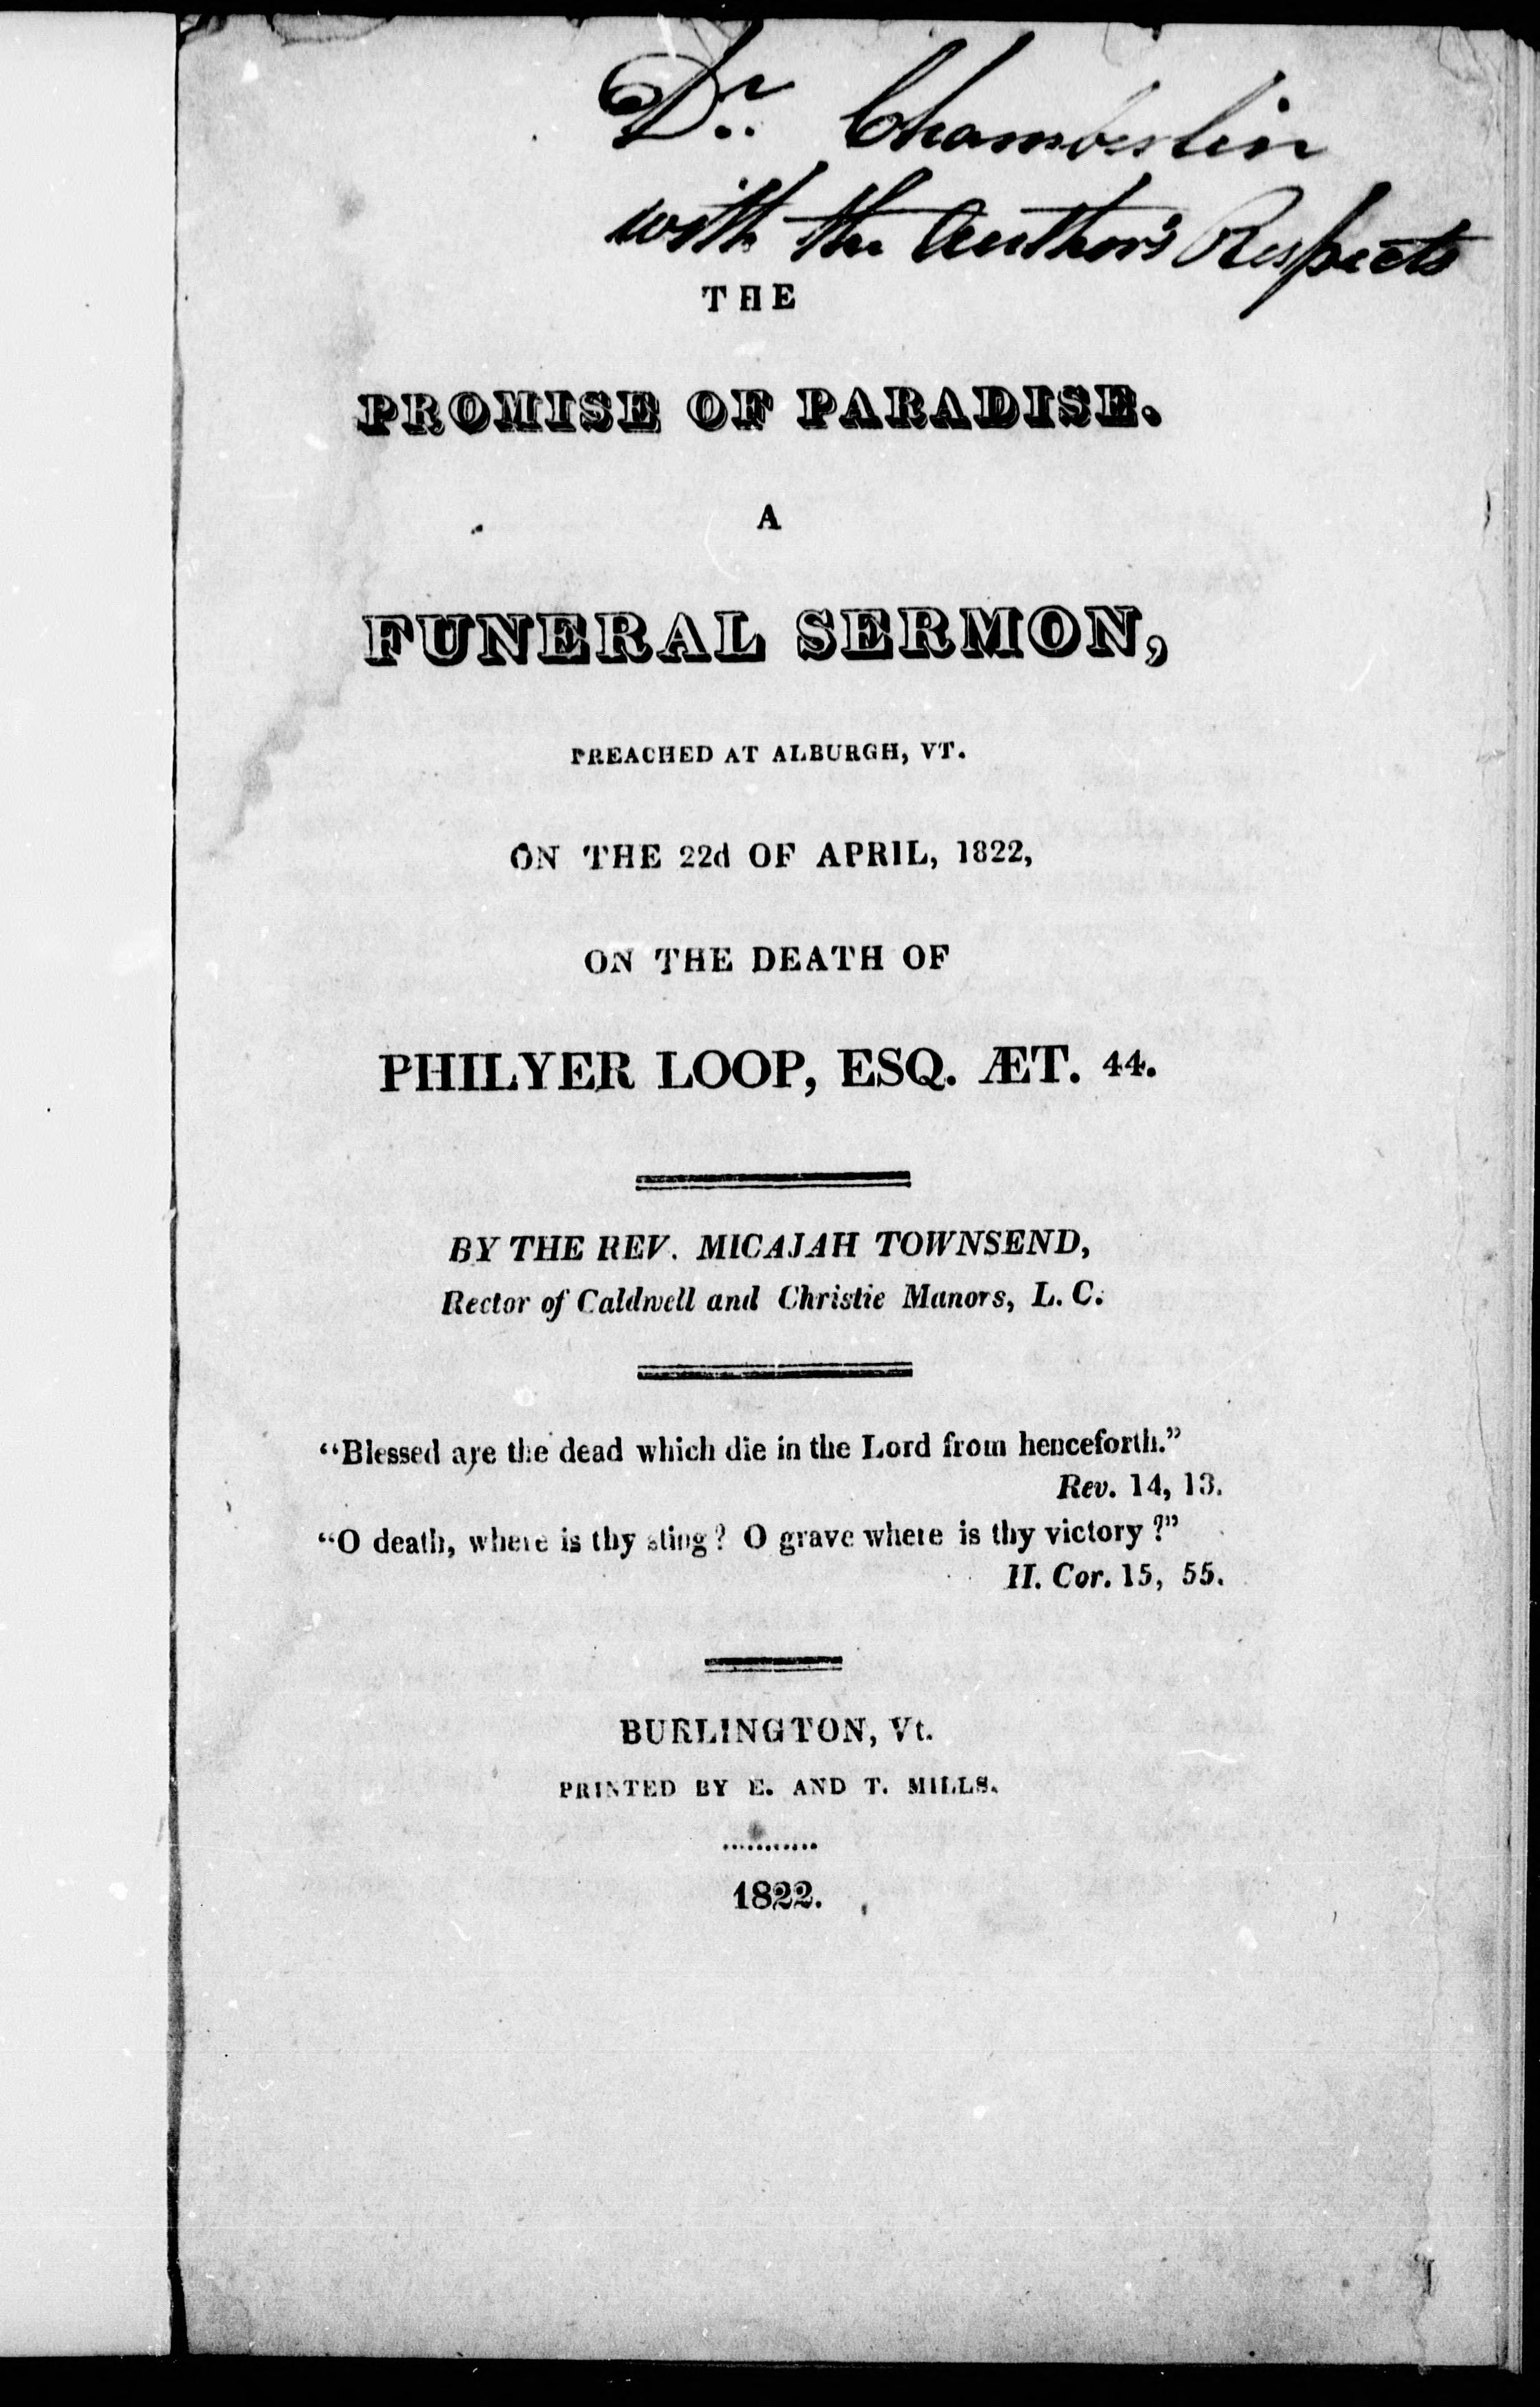 Dr. Chamberlin
with the Author's Respects
THE
PROMISE OF PARADISE.
A
FUNERAL SERMON,
PREACHED AT ALBURGH, VT.
ON THE 22d OF APRIL, 1822,
ON THE DEATH OF
PHILYER LOOP, ESQ. ÆT. 44.
BY THE REV. MICAJAH TOWNSEND,
Rector of Caldwell and Christie Manors, L. C.
“Blessed are the dead which die in the Lord from henceforth.”
Rev. 14, 13.
“O death, where is thy sting? O grave where is thy victory?”
II. Cor. 15, 55.
BURLINGTON, Vt.
PRINTED BY E. AND T. MILLS.
...........
1822.